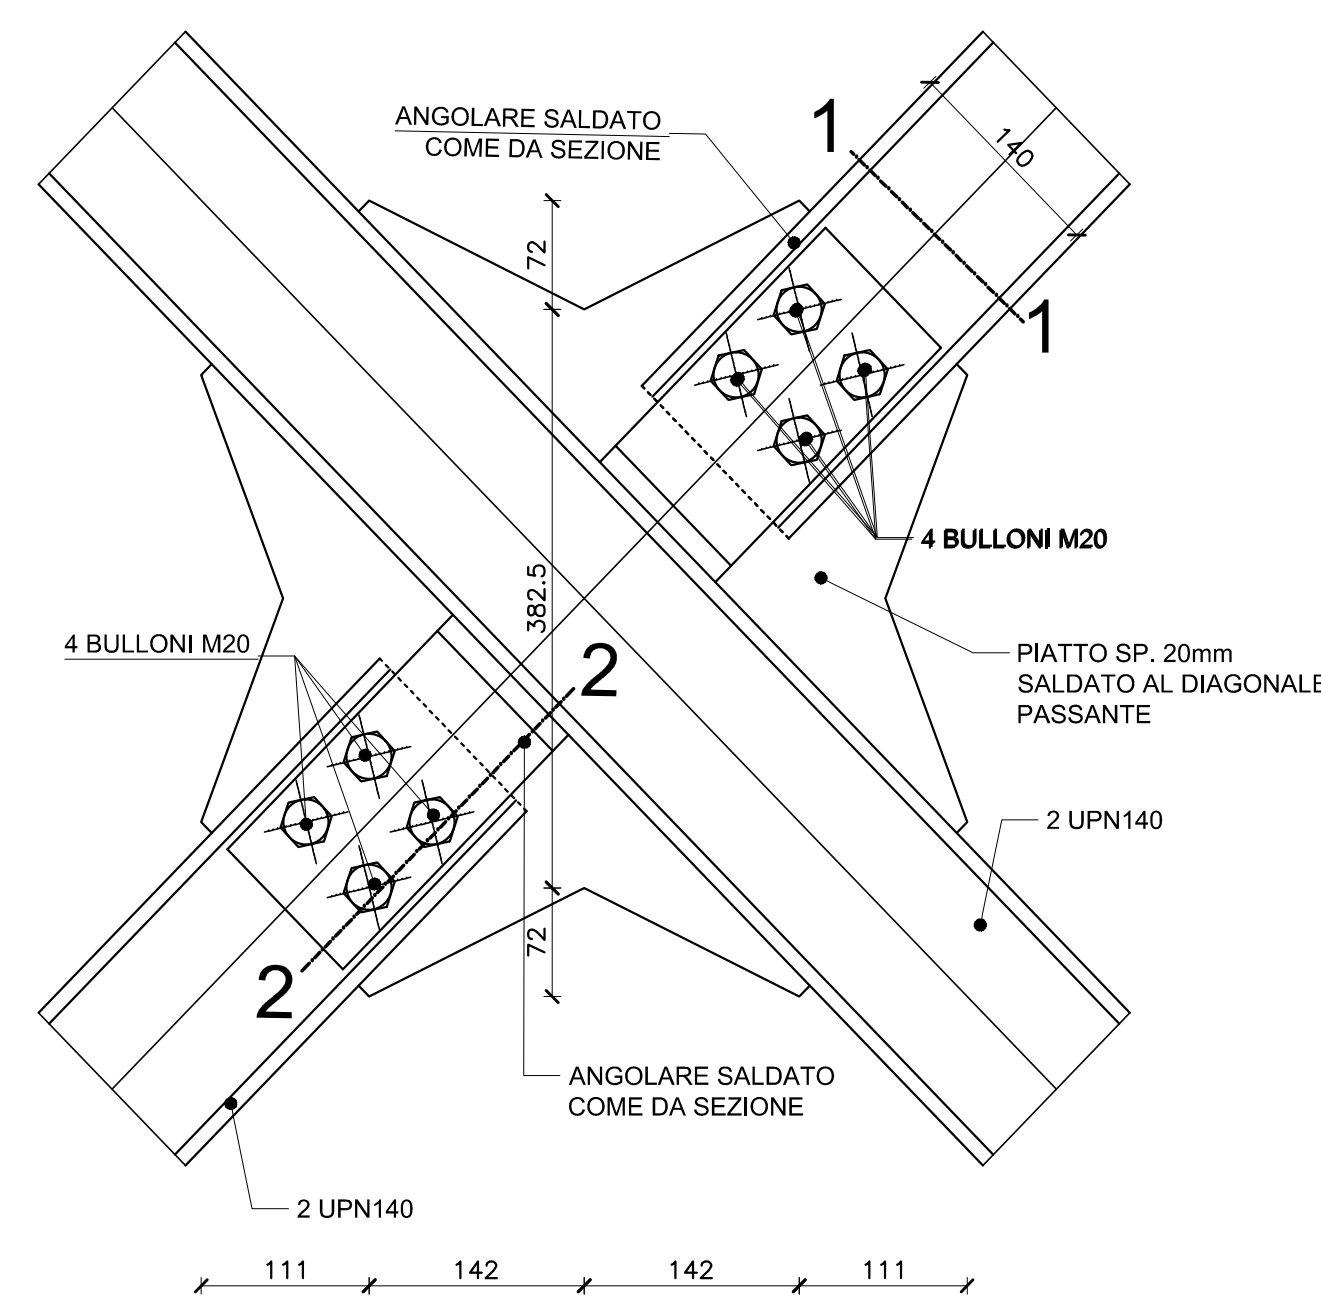 ANGOLARE SALDATO
COME DA SEZIONE
1
140
72
1
4 BULLONI M20
382.5
4 BULLONI M20
2
PIATTO SP. 20mm
SALDATO AL DIAGONALE
PASSANTE
2 UPN140
72
2
ANGOLARE SALDATO
COME DA SEZIONE
2 UPN140
111
142
142
111